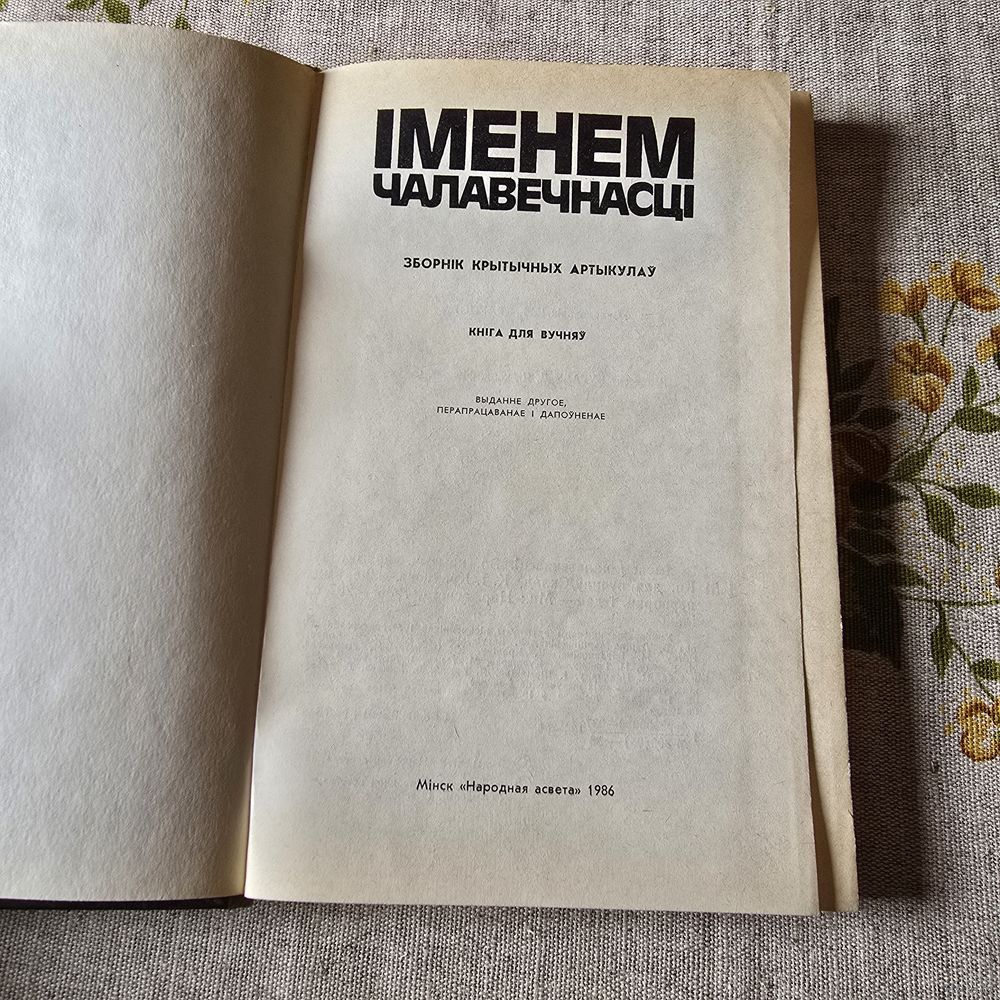 ІМЕНЕМ
ЧАЛАВЕЧНАСЦІ
ЗБОРНІК КРЫТЫЧНЫХ АРТЫКУЛАЎ
КНІГА ДЛЯ ВУЧНЯЎ
ВЫДАННЕ ДРУГОЕ,
ПЕРАПРАЦАВАНАЕ І ДАПОЎНЕНАЕ
Мінск «Народная асвета» 1986